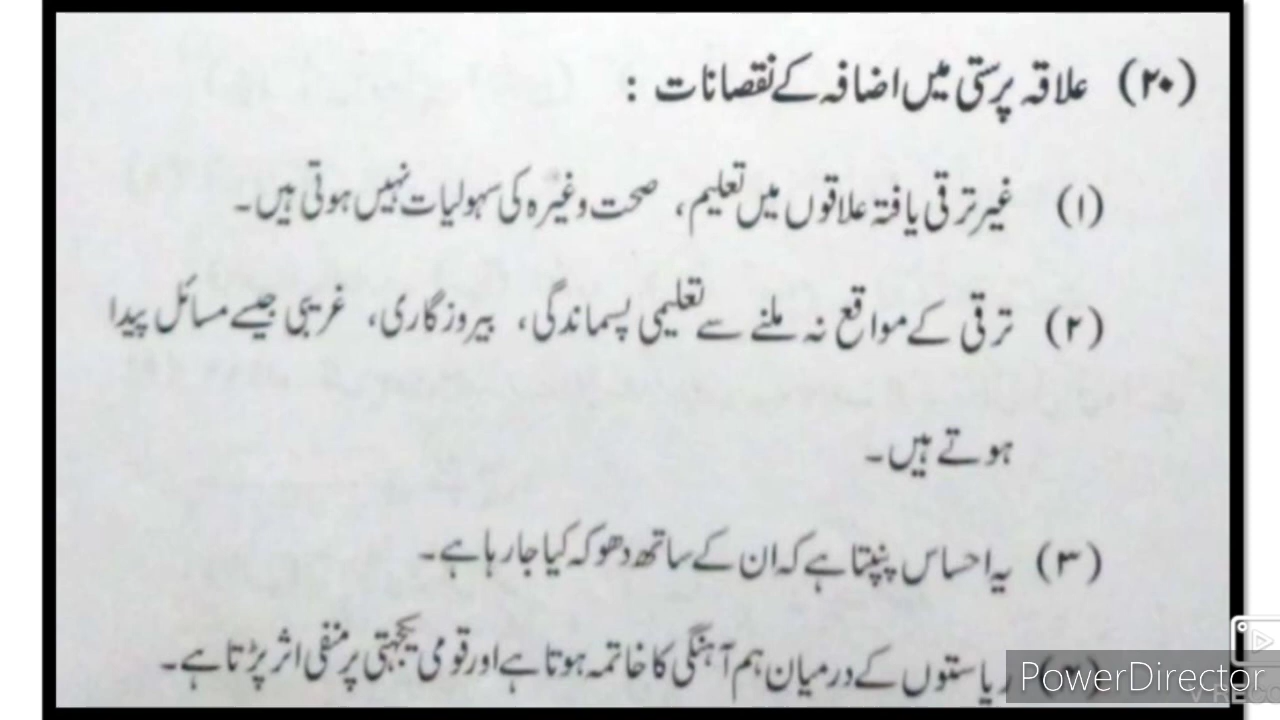 (۲۰) علاقہ پرستی میں اضافہ کے نقصانات :
(۱) غیر ترقی یافتہ علاقوں میں تعلیم، صحت وغیرہ کی سہولیات نہیں ہوتی ہیں۔
(۲) ترقی کے مواقع نہ ملنے سے تعلیمی پسماندگی، بیروزگاری، غریبی جیسے مسائل پیدا
ہوتے ہیں۔
(۳) یہ احساس پنپتا ہے کہ ان کے ساتھ دھوکہ کیا جارہا ہے۔
(۴) ریاستوں کے درمیان ہم آہنگی کا خاتمہ ہوتا ہے اور قومی یکجہتی پر منفی اثر پڑتا ہے۔
PowerDirector